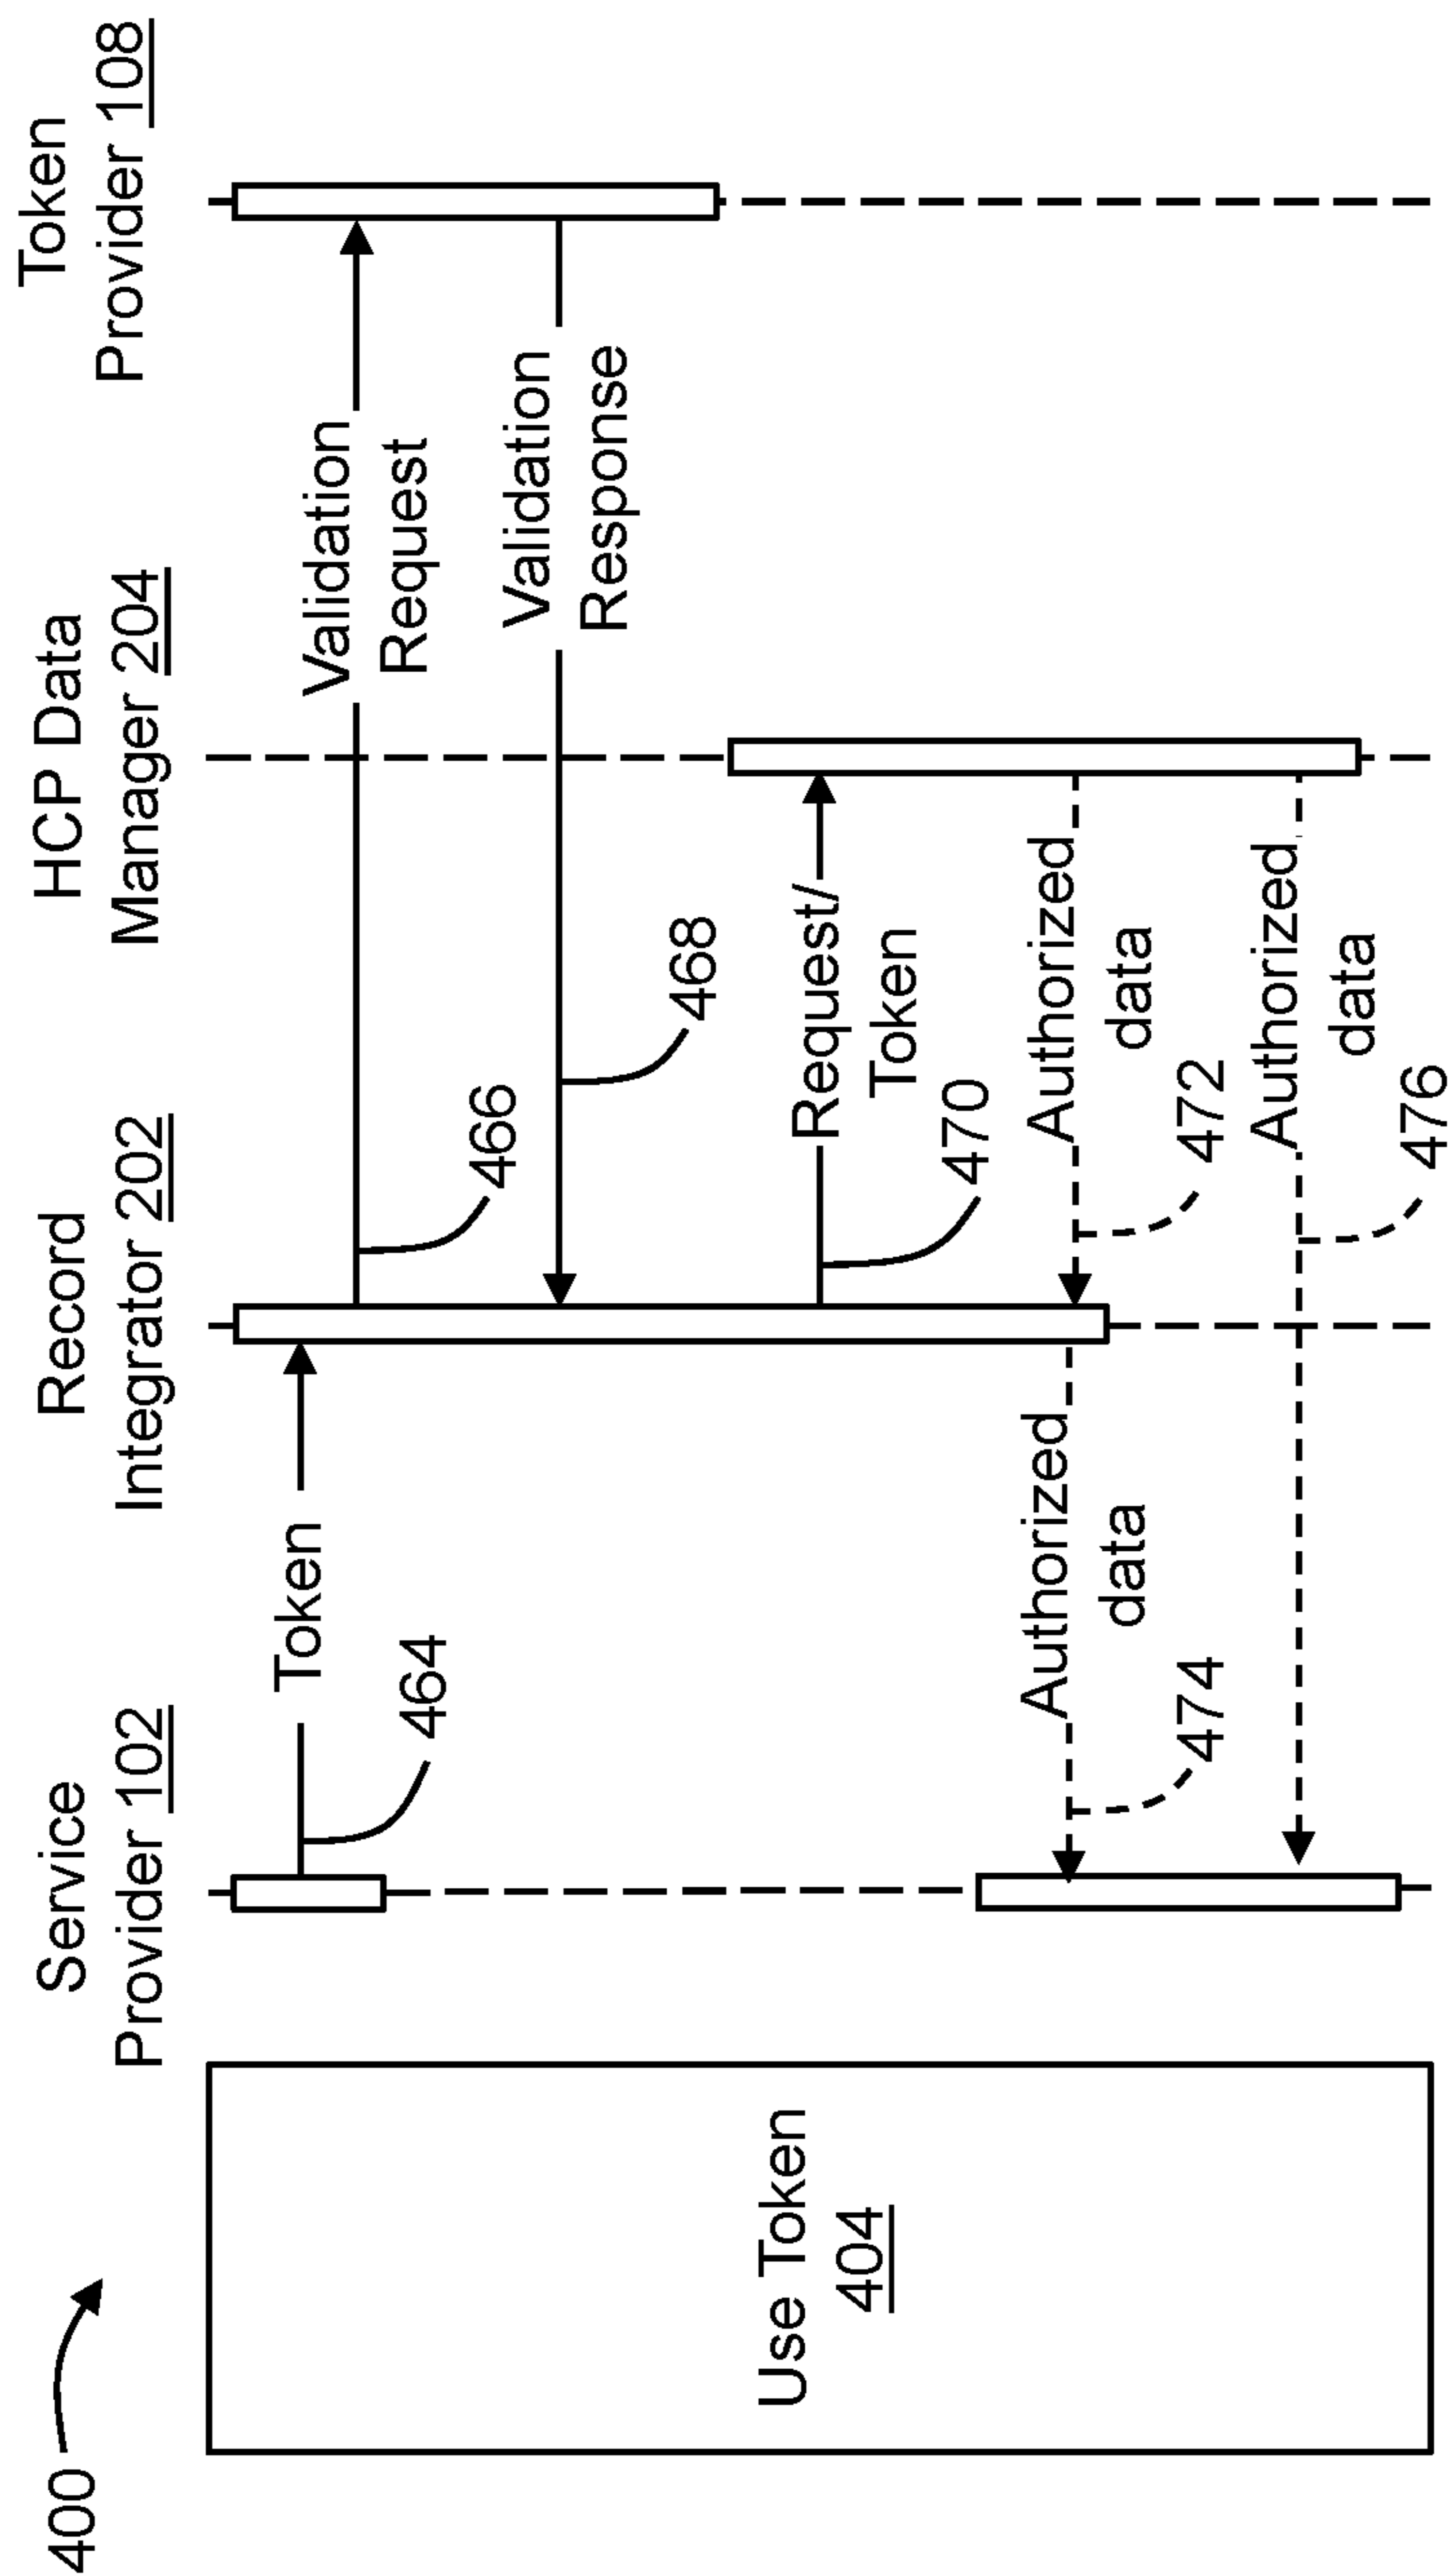 400
Service
Provider 102
Record
Integrator 202
HCP Data
Manager 204
Token
Provider 108
Use Token
404
Token
464
Validation
Request
466
Validation
Response
468
Request/
Token
470
Authorized
data
472
Authorized
data
474
Authorized
data
476